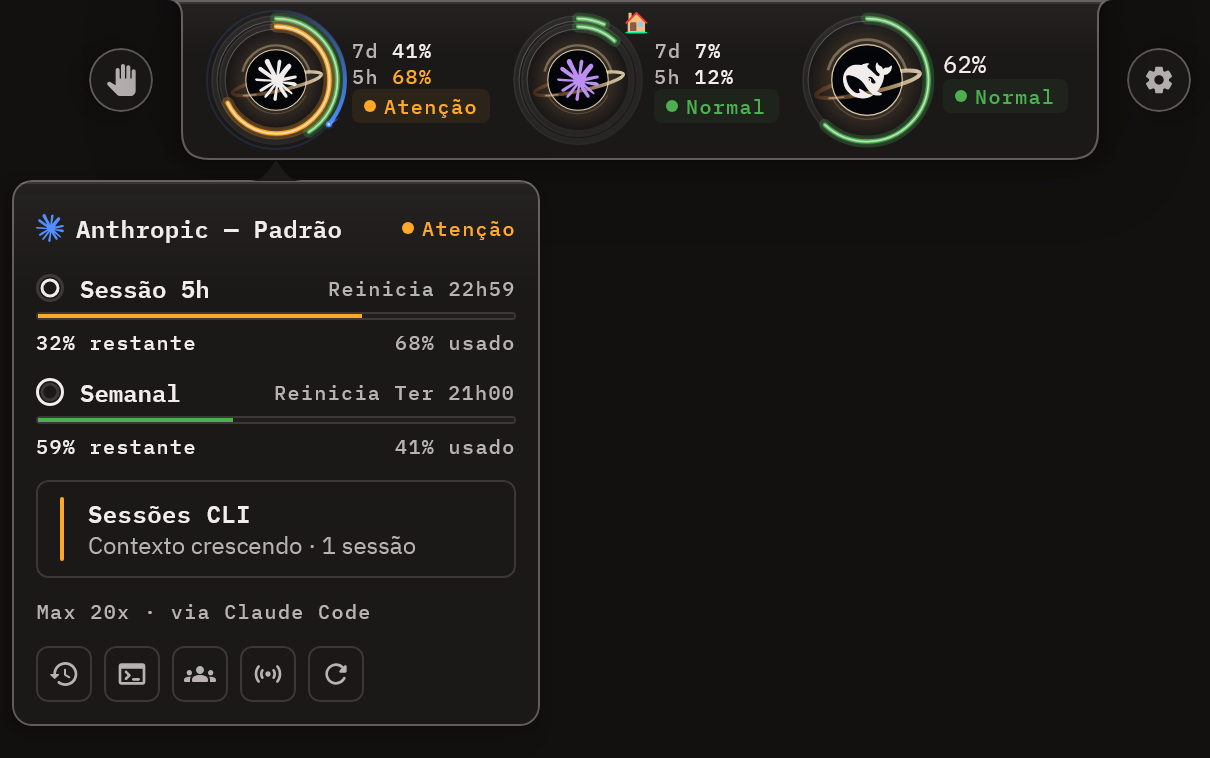 7d 41%
5h 68%
Atenção
7d 7%
5h 12%
Normal
62%
Normal
Anthropic — Padrão
Atenção
Sessão 5h
Reinicia 22h59
32% restante
68% usado
Semanal
Reinicia Ter 21h00
59% restante
41% usado
Sessões CLI
Contexto crescendo · 1 sessão
Max 20x · via Claude Code